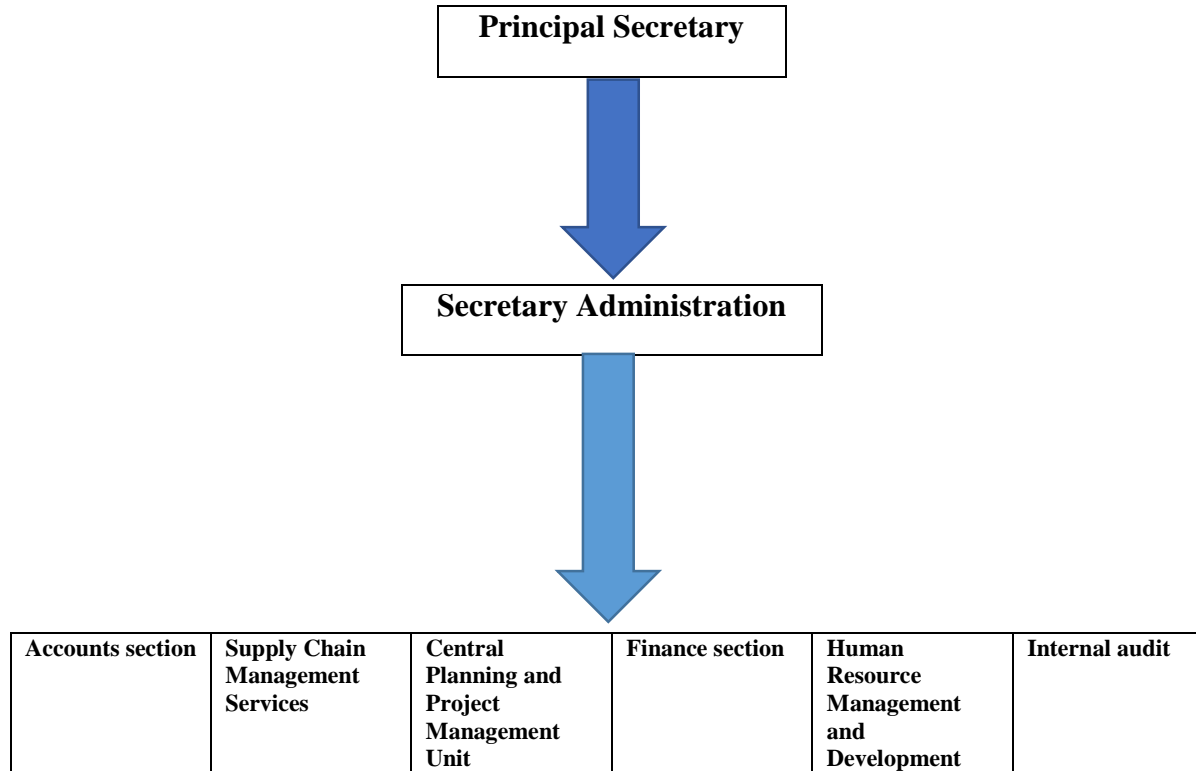 Principal Secretary
Secretary Administration
Accounts section
Supply Chain
Management
Services
Central
Planning and
Project
Management
Unit
Finance section
Human
Resource
Management
and
Development
Internal audit